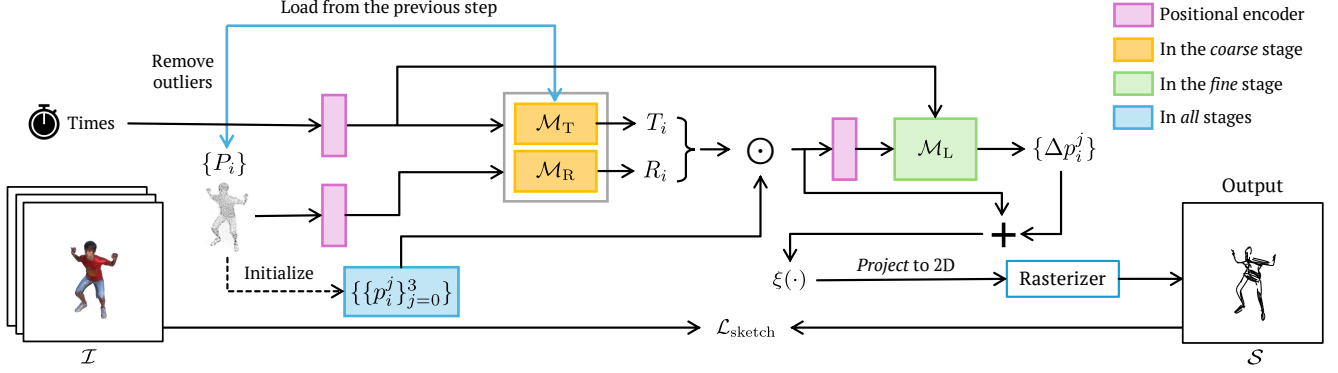 Load from the previous step
Remove
outliers
Times
{P_i}
Initialize
{{p_i^j}_{j=0}^3}
M_T
M_R
T_i
R_i
⊙
M_L
{Δp_i^j}
+
ξ(·)
Project to 2D
Rasterizer
Output
I
L_sketch
S
Positional encoder
In the coarse stage
In the fine stage
In all stages